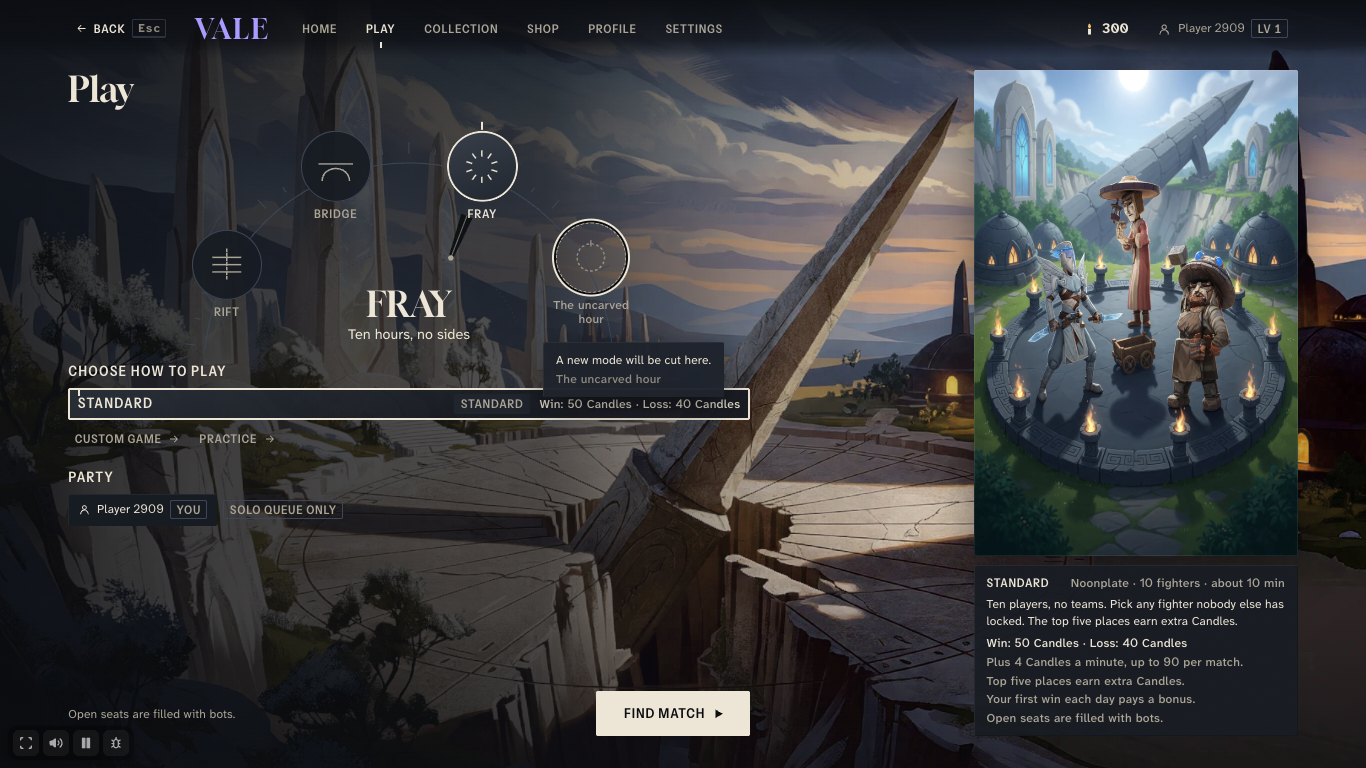 ← BACK Esc VALE HOME PLAY COLLECTION SHOP PROFILE SETTINGS 300 Player 2909 LV 1
Play
BRIDGE
FRAY
RIFT
The uncarved
hour
FRAY
Ten hours, no sides
A new mode will be cut here.
The uncarved hour
CHOOSE HOW TO PLAY
STANDARD STANDARD Win: 50 Candles · Loss: 40 Candles
CUSTOM GAME → PRACTICE →
PARTY
Player 2909 YOU SOLO QUEUE ONLY
Open seats are filled with bots.
FIND MATCH
STANDARD Noonplate · 10 fighters · about 10 min
Ten players, no teams. Pick any fighter nobody else has
locked. The top five places earn extra Candles.
Win: 50 Candles · Loss: 40 Candles
Plus 4 Candles a minute, up to 90 per match.
Top five places earn extra Candles.
Your first win each day pays a bonus.
Open seats are filled with bots.